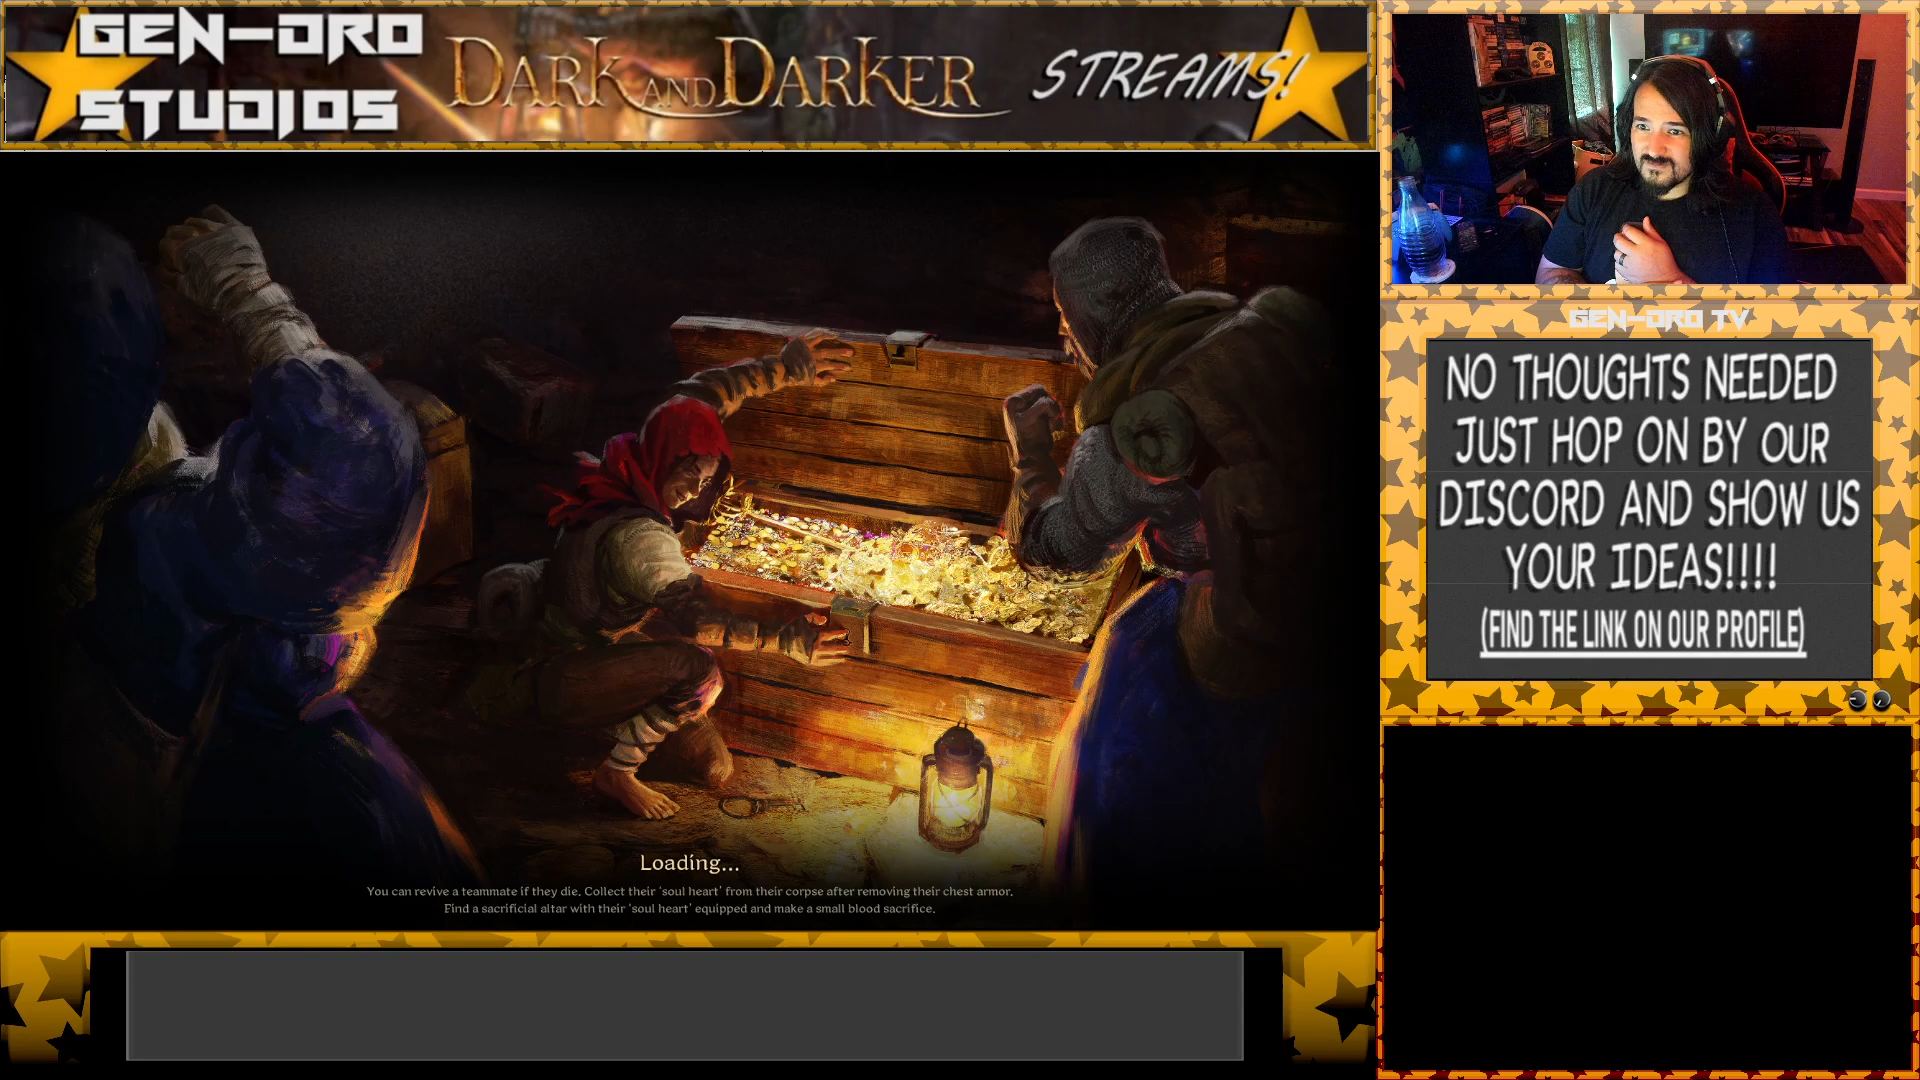 GEN-DRO
STUDIOS
DARK AND DARKER
STREAMS!
GEN-DRO TV
NO THOUGHTS NEEDED
JUST HOP ON BY OUR
DISCORD AND SHOW US
YOUR IDEAS!!!!
(FIND THE LINK ON OUR PROFILE)
Loading...
You can revive a teammate if they die. Collect their 'soul heart' from their corpse after removing their chest armor.
Find a sacrificial altar with their 'soul heart' equipped and make a small blood sacrifice.